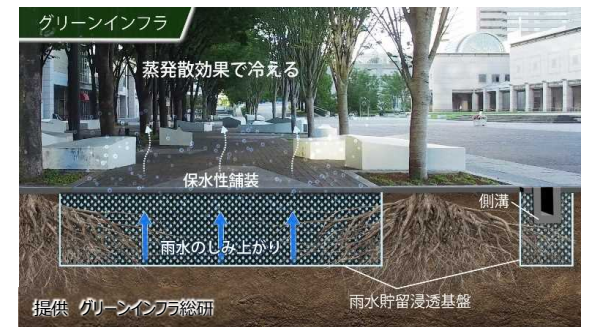 グリーンインフラ
蒸発散効果で冷える
保水性舗装
側溝
雨水のしみ上がり
雨水貯留浸透基盤
提供 グリーンインフラ総研